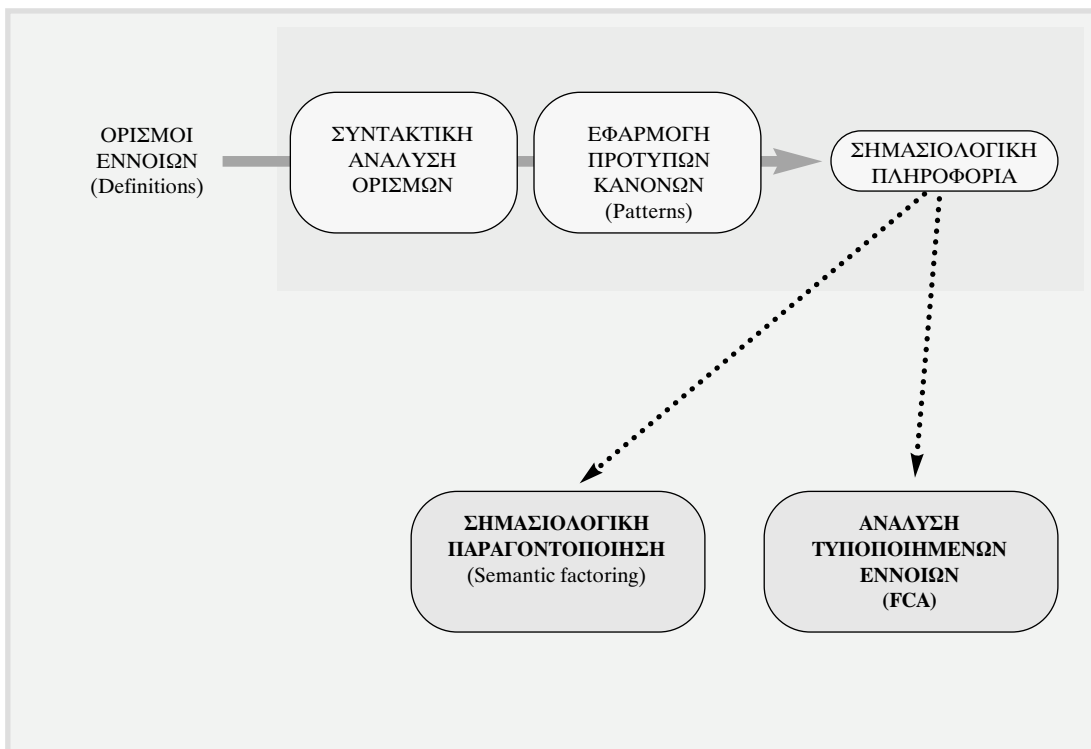 ΟΡΙΣΜΟΙ
ΕΝΝΟΙΩΝ
(Definitions)
ΣΥΝΤΑΚΤΙΚΗ
ΑΝΑΛΥΣΗ
ΟΡΙΣΜΩΝ
ΕΦΑΡΜΟΓΗ
ΠΡΟΤΥΠΩΝ
ΚΑΝΟΝΩΝ
(Patterns)
ΣΗΜΑΣΙΟΛΟΓΙΚΗ
ΠΛΗΡΟΦΟΡΙΑ
ΣΗΜΑΣΙΟΛΟΓΙΚΗ
ΠΑΡΑΓΟΝΤΟΠΟΙΗΣΗ
(Semantic factoring)
ΑΝΑΛΥΣΗ
ΤΥΠΟΠΟΙΗΜΕΝΩΝ
ΕΝΝΟΙΩΝ
(FCA)